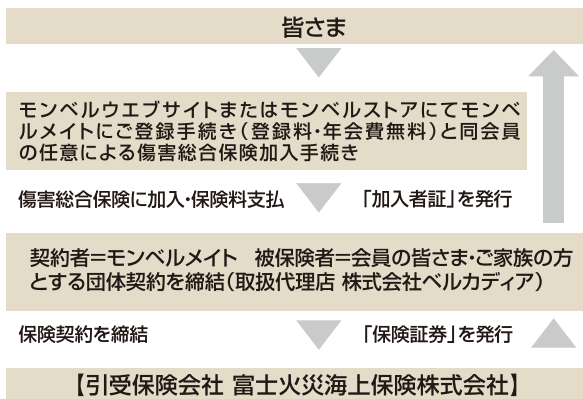 皆さま
モンベルウエブサイトまたはモンベルストアにてモンベ
ルメイトにご登録手続き（登録料・年会費無料）と同会員
の任意による傷害総合保険加入手続き
傷害総合保険に加入・保険料支払 「加入者証」を発行
契約者＝モンベルメイト 被保険者＝会員の皆さま・ご家族の方
とする団体契約を締結（取扱代理店 株式会社ベルカディア）
保険契約を締結 「保険証券」を発行
【引受保険会社 富士火災海上保険株式会社】